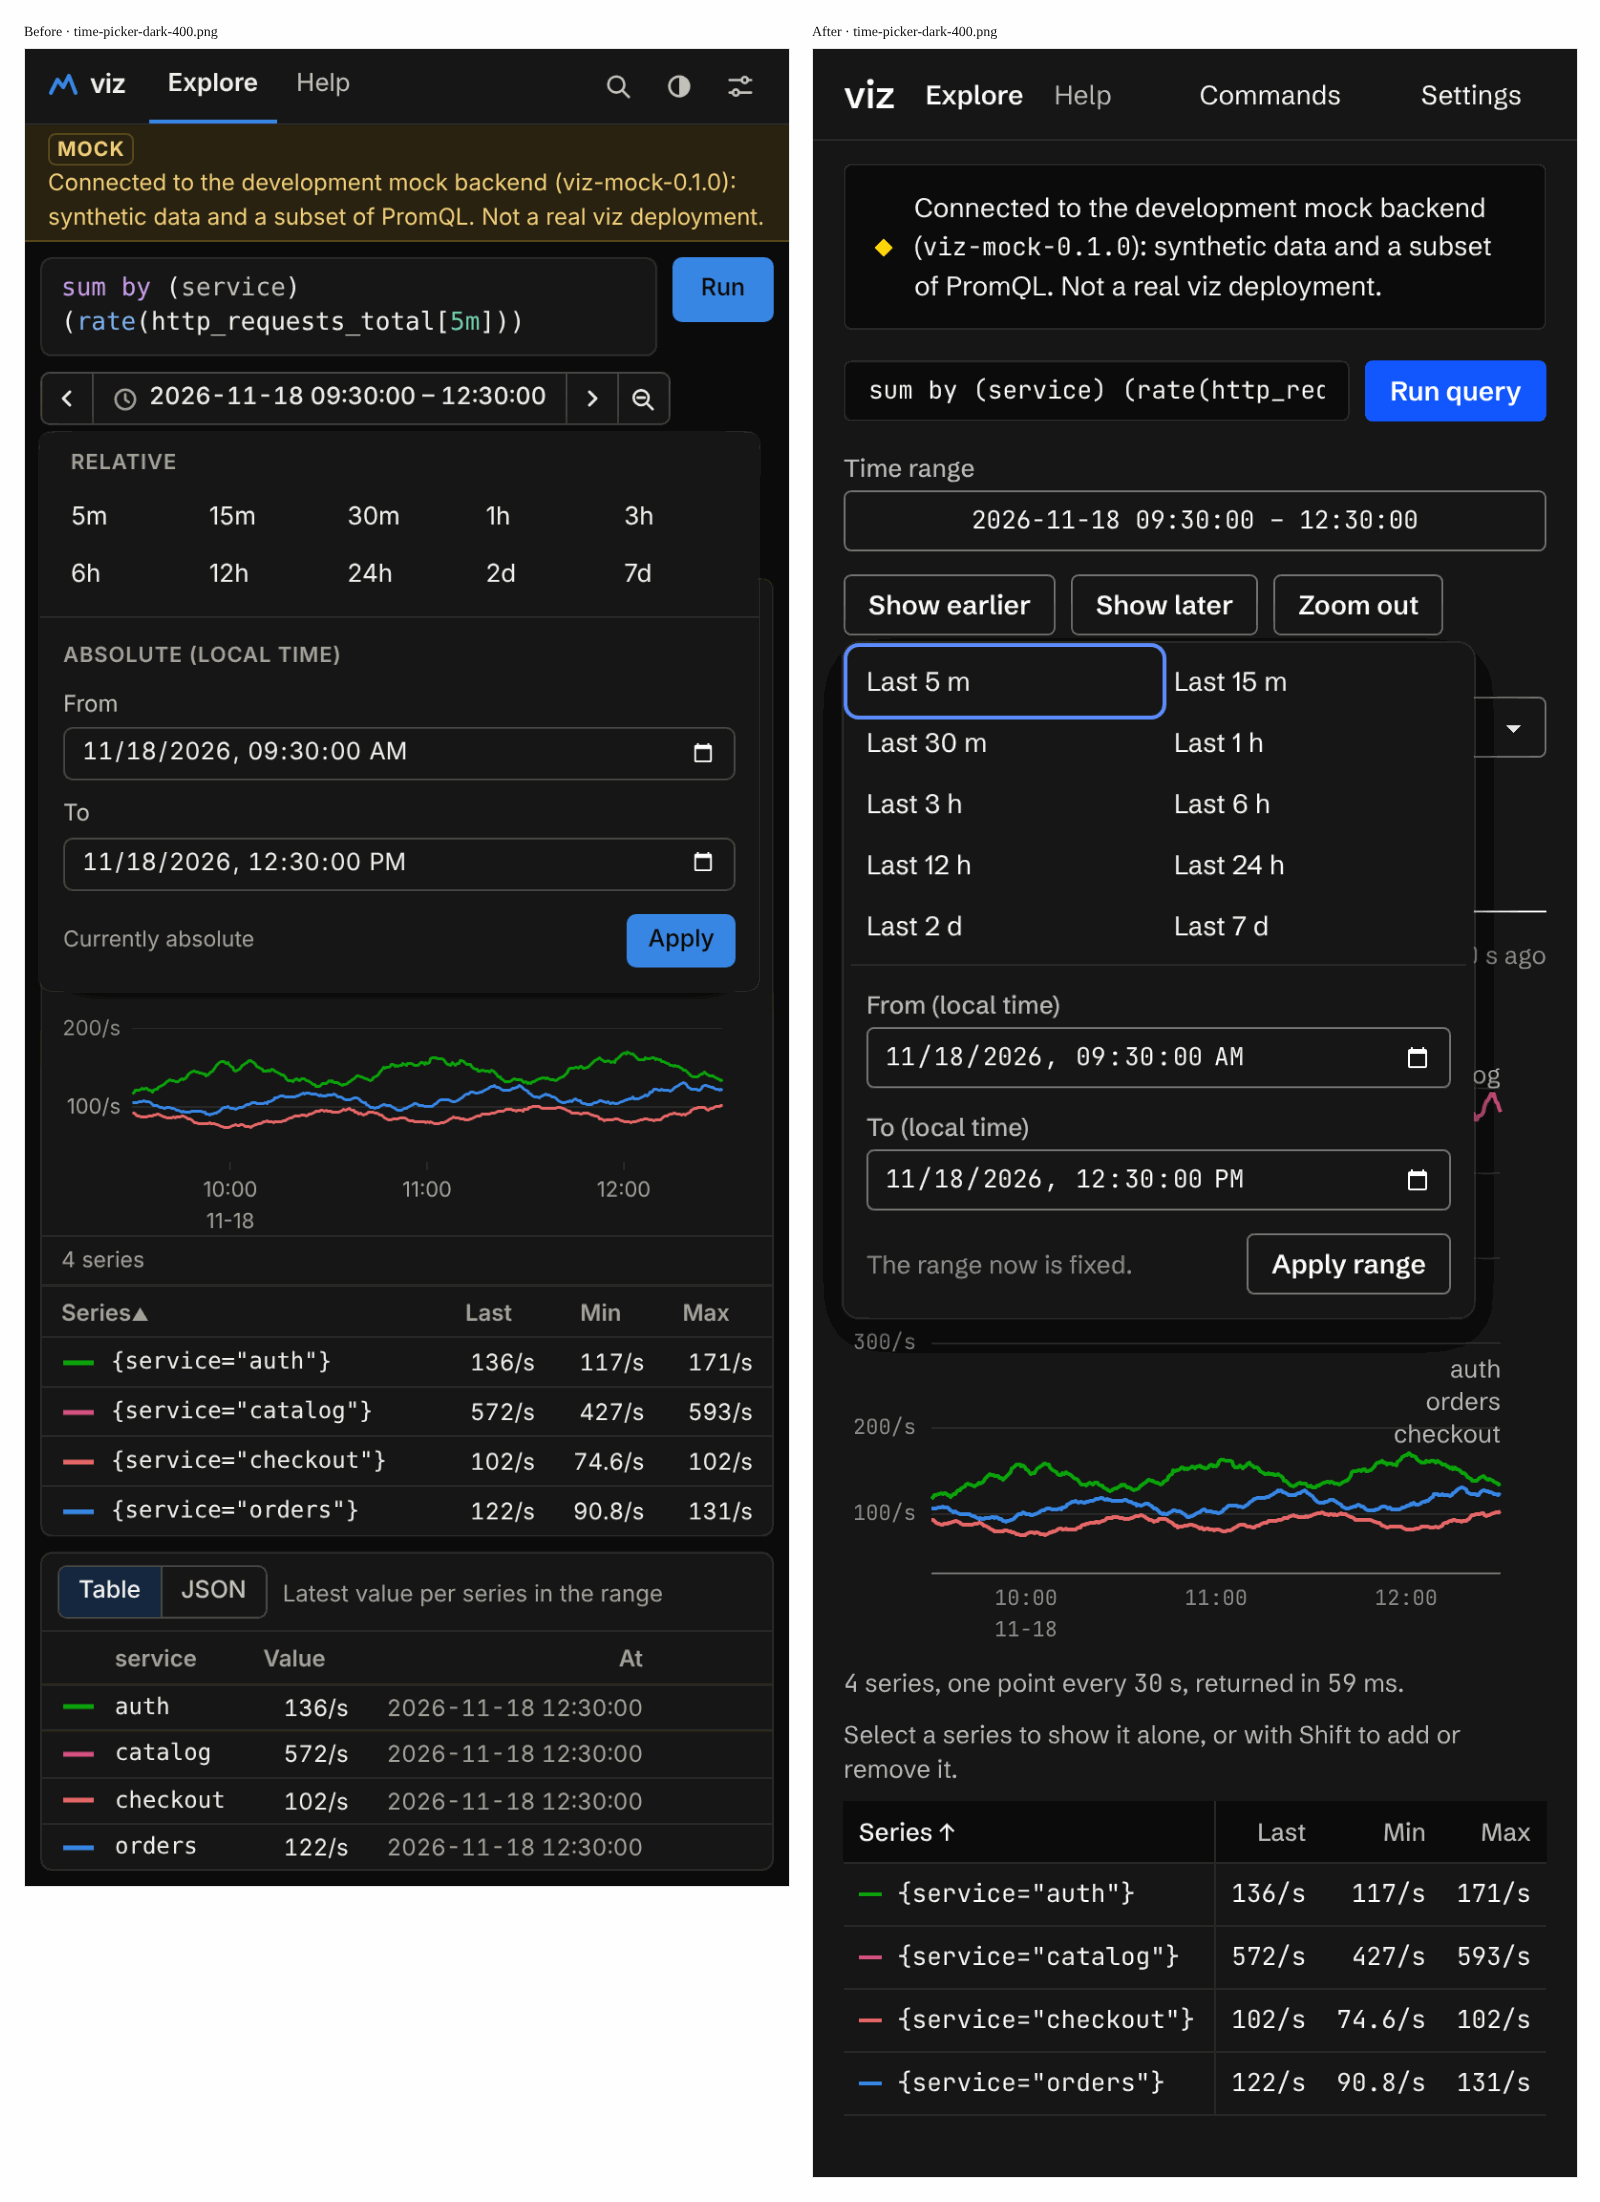 Before · time-picker-dark-400.png
viz Explore Help
MOCK
Connected to the development mock backend (viz-mock-0.1.0):
synthetic data and a subset of PromQL. Not a real viz deployment.
sum by (service)
(rate(http_requests_total[5m]))
Run
2026-11-18 09:30:00 – 12:30:00
RELATIVE
5m 15m 30m 1h 3h
6h 12h 24h 2d 7d
ABSOLUTE (LOCAL TIME)
From
11/18/2026, 09:30:00 AM
To
11/18/2026, 12:30:00 PM
Currently absolute Apply
200/s
100/s
10:00 11:00 12:00
11-18
4 series
Series▲ Last Min Max
{service="auth"} 136/s 117/s 171/s
{service="catalog"} 572/s 427/s 593/s
{service="checkout"} 102/s 74.6/s 102/s
{service="orders"} 122/s 90.8/s 131/s
Table JSON Latest value per series in the range
service Value At
auth 136/s 2026-11-18 12:30:00
catalog 572/s 2026-11-18 12:30:00
checkout 102/s 2026-11-18 12:30:00
orders 122/s 2026-11-18 12:30:00
After · time-picker-dark-400.png
viz Explore Help Commands Settings
Connected to the development mock backend
(viz-mock-0.1.0): synthetic data and a subset
of PromQL. Not a real viz deployment.
sum by (service) (rate(http_rec Run query
Time range
2026-11-18 09:30:00 – 12:30:00
Show earlier Show later Zoom out
Last 5 m Last 15 m
Last 30 m Last 1 h
Last 3 h Last 6 h
Last 12 h Last 24 h
Last 2 d Last 7 d
s ago
From (local time)
11/18/2026, 09:30:00 AM
og
To (local time)
11/18/2026, 12:30:00 PM
The range now is fixed. Apply range
300/s
auth
orders
200/s
checkout
100/s
10:00 11:00 12:00
11-18
4 series, one point every 30 s, returned in 59 ms.
Select a series to show it alone, or with Shift to add or
remove it.
Series ↑ Last Min Max
{service="auth"} 136/s 117/s 171/s
{service="catalog"} 572/s 427/s 593/s
{service="checkout"} 102/s 74.6/s 102/s
{service="orders"} 122/s 90.8/s 131/s